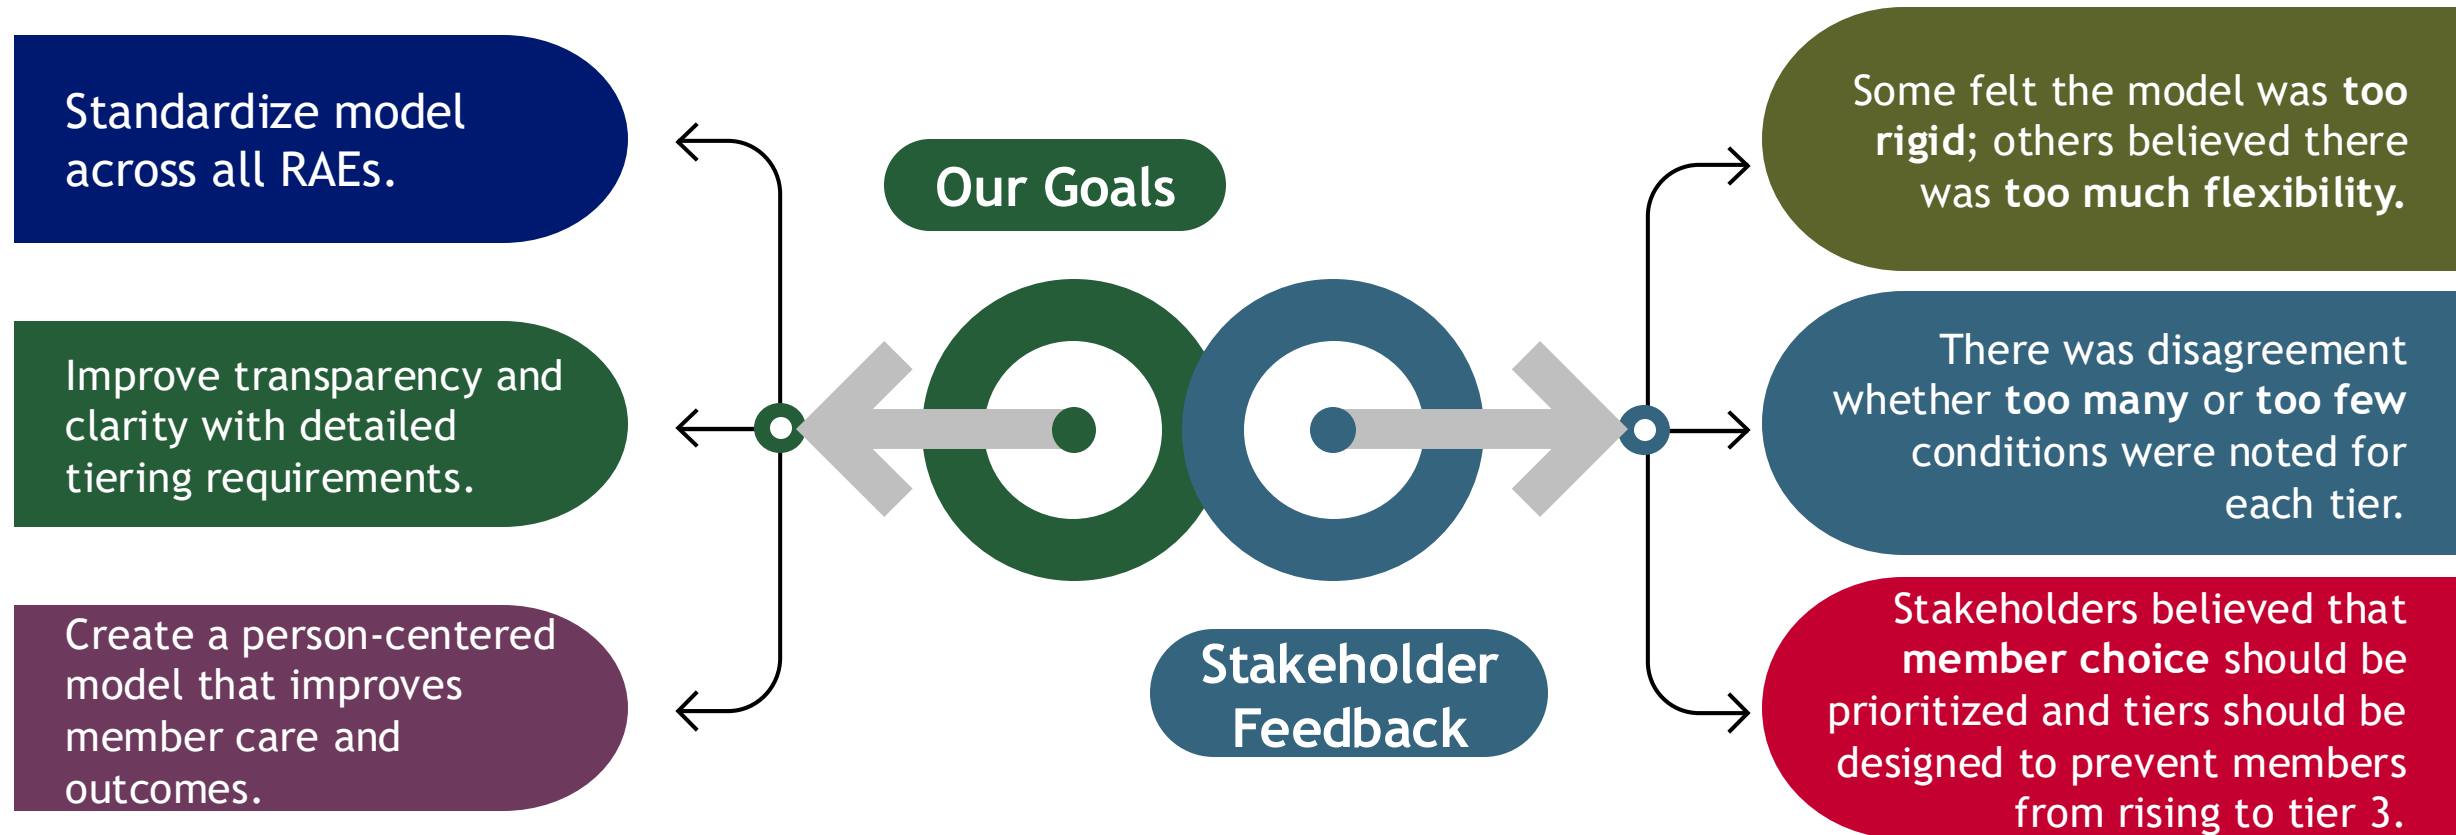 Standardize model
across all RAEs.
Improve transparency and
clarity with detailed
tiering requirements.
Create a person-centered
model that improves
member care and
outcomes.
Our Goals
Stakeholder
Feedback
Some felt the model was too
rigid; others believed there
was too much flexibility.
There was disagreement
whether too many or too few
conditions were noted for
each tier.
Stakeholders believed that
member choice should be
prioritized and tiers should be
designed to prevent members
from rising to tier 3.